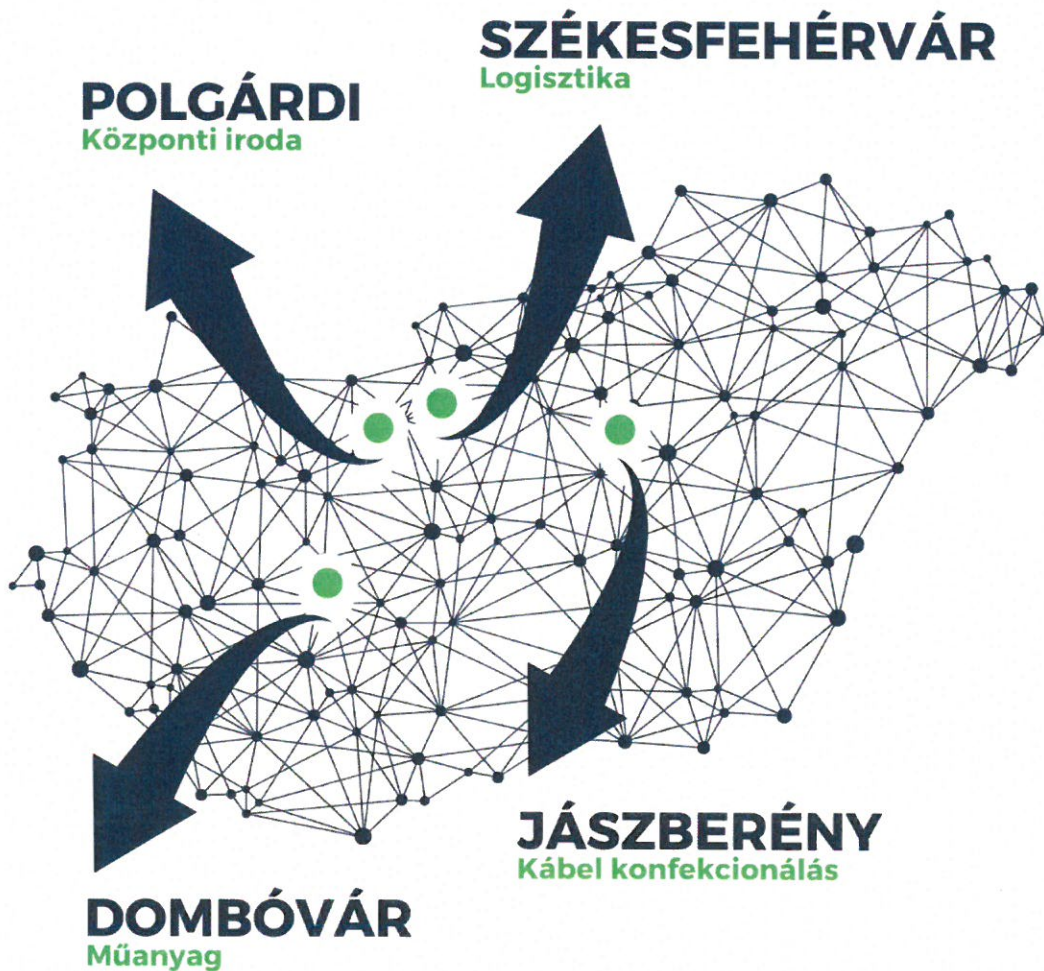 SZÉKESFEHÉRVÁR
Logisztika
POLGÁRDI
Központi iroda
JÁSZBERÉNY
Kábel konfekcionálás
DOMBÓVÁR
Műanyag